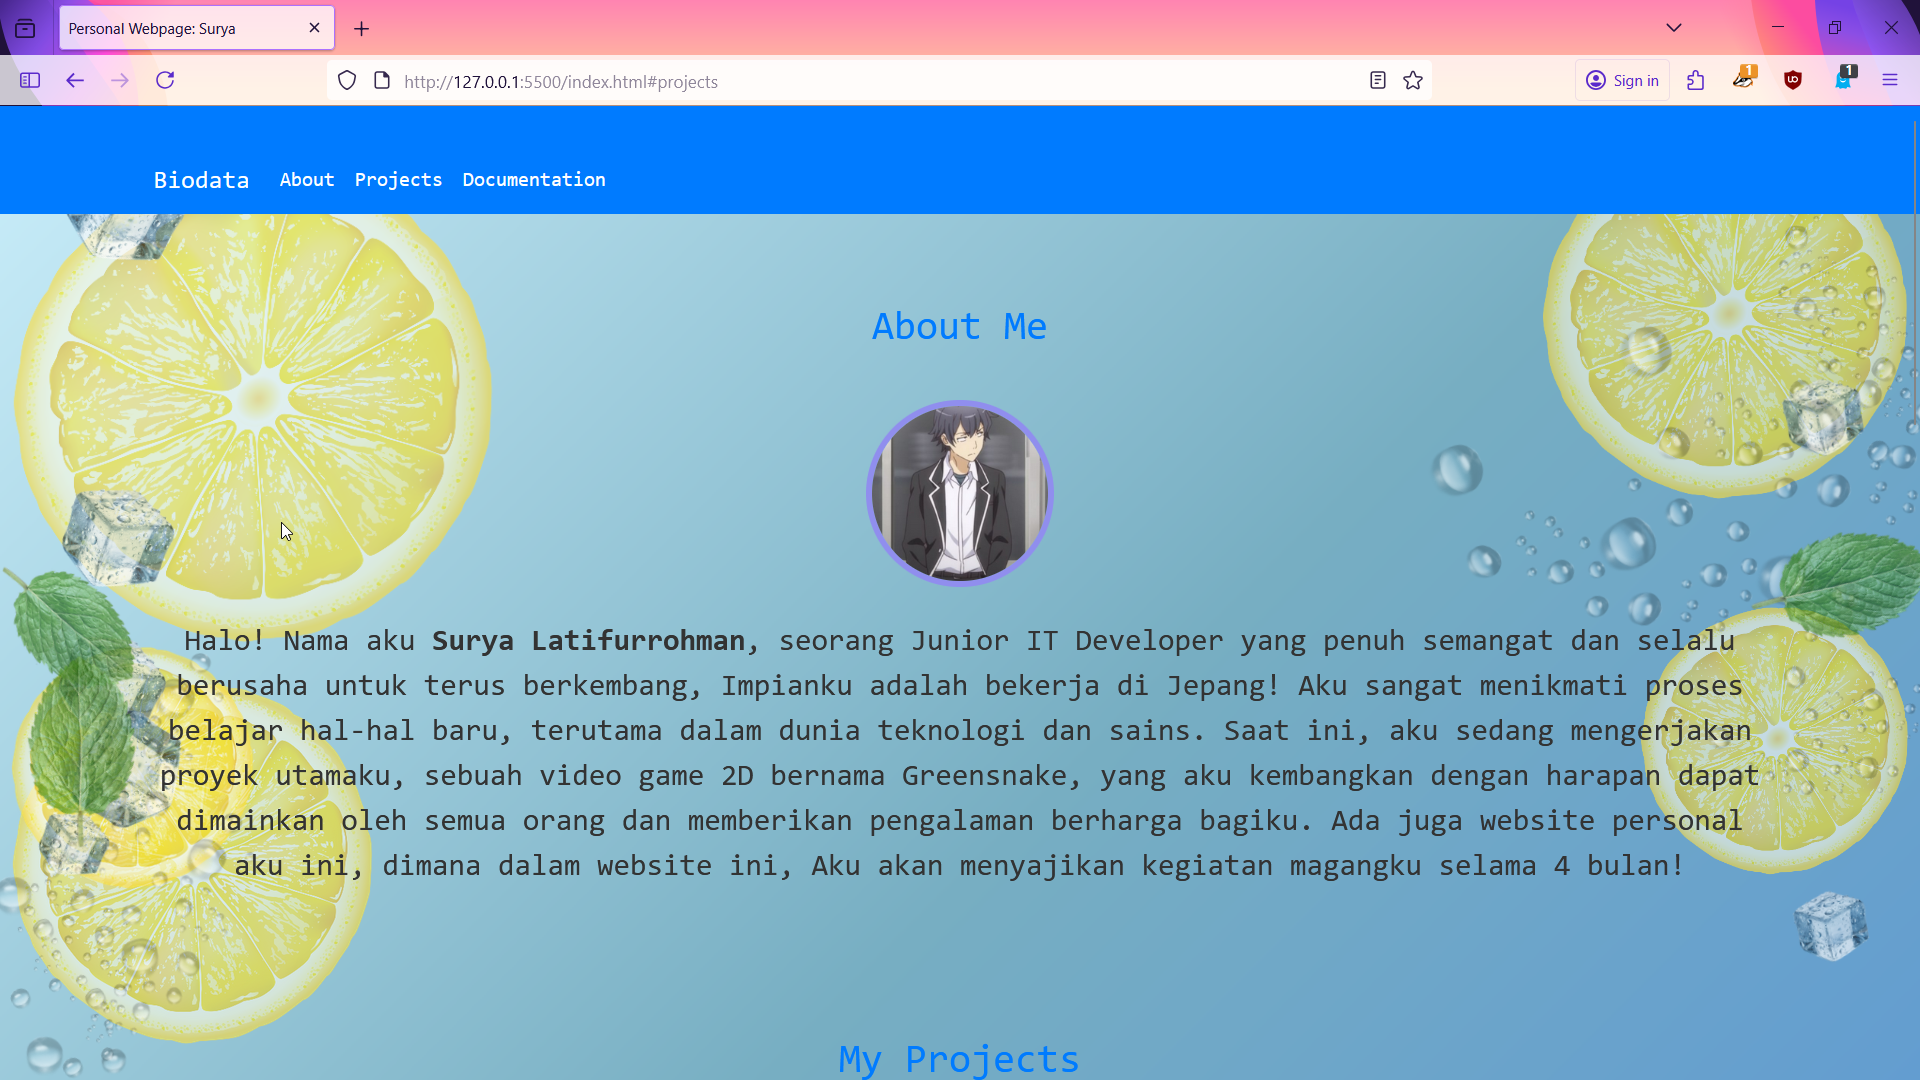 Personal Webpage: Surya
http://127.0.0.1:5500/index.html#projects
Sign in
1
1
Biodata About Projects Documentation
About Me
Halo! Nama aku Surya Latifurrohman, seorang Junior IT Developer yang penuh semangat dan selalu
berusaha untuk terus berkembang, Impianku adalah bekerja di Jepang! Aku sangat menikmati proses
belajar hal-hal baru, terutama dalam dunia teknologi dan sains. Saat ini, aku sedang mengerjakan
proyek utamaku, sebuah video game 2D bernama Greensnake, yang aku kembangkan dengan harapan dapat
dimainkan oleh semua orang dan memberikan pengalaman berharga bagiku. Ada juga website personal
aku ini, dimana dalam website ini, Aku akan menyajikan kegiatan magangku selama 4 bulan!
My Projects